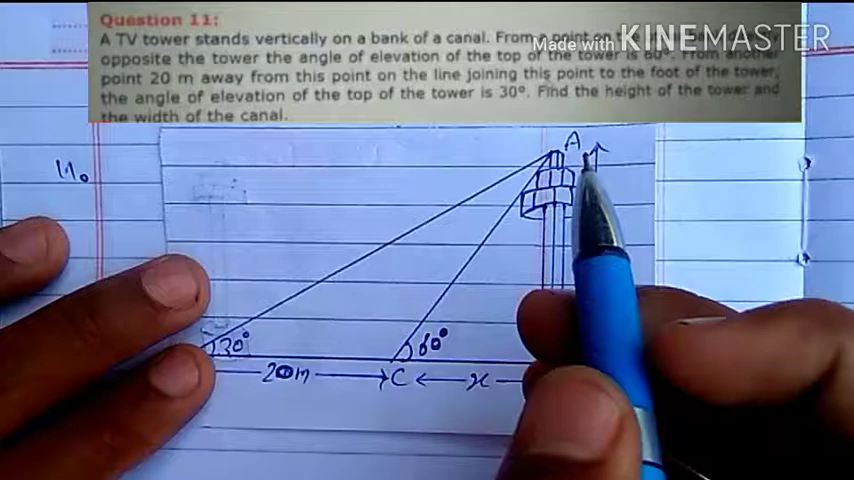 Question 11:
A TV tower stands vertically on a bank of a canal. From a point on
opposite the tower the angle of elevation of the top of the tower is 60°. From another
point 20 m away from this point on the line joining this point to the foot of the tower,
the angle of elevation of the top of the tower is 30°. Find the height of the tower and
the width of the canal.
Made with KINEMASTER
11.
A
30°
60°
20m
C
x